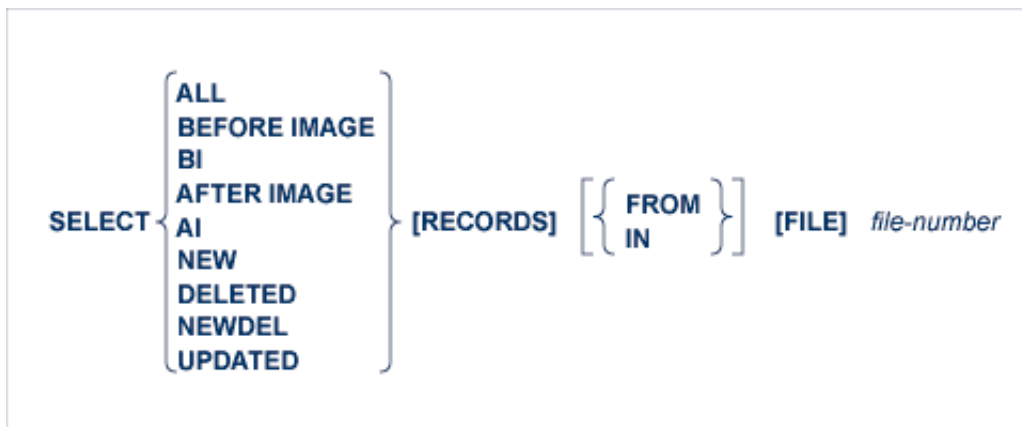 ALL
BEFORE IMAGE
BI
AFTER IMAGE
SELECT AI [RECORDS] [{FROM IN}] [FILE] file-number
NEW
DELETED
NEWDEL
UPDATED